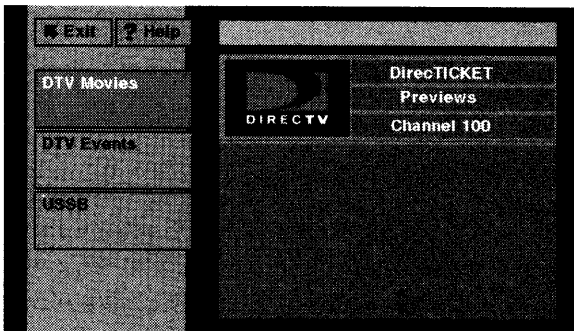 Exit
? Help
DTV Movies
DTV Events
USSB
DIRECTV
DirecTICKET
Previews
Channel 100